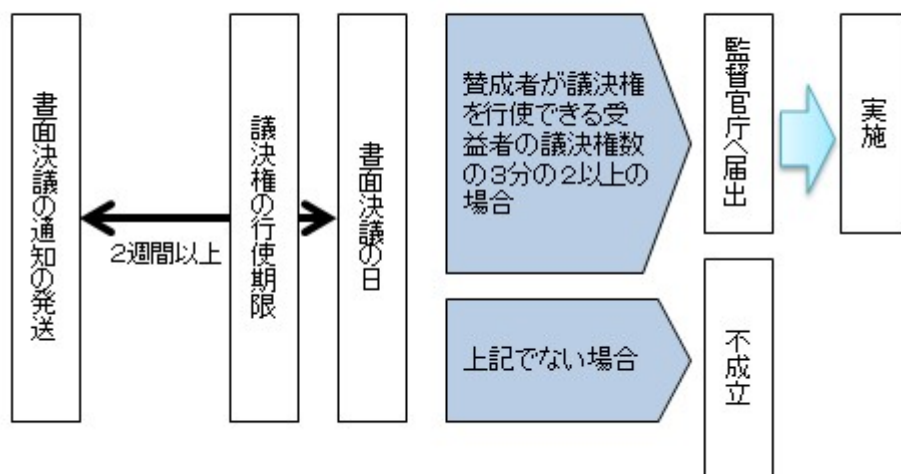 書面決議の通知の発送
2週間以上
議決権の行使期限
書面決議の日
賛成者が議決権
を行使できる受
益者の議決権数
の3分の2以上の
場合
監督官庁へ届出
実施
上記でない場合
不成立